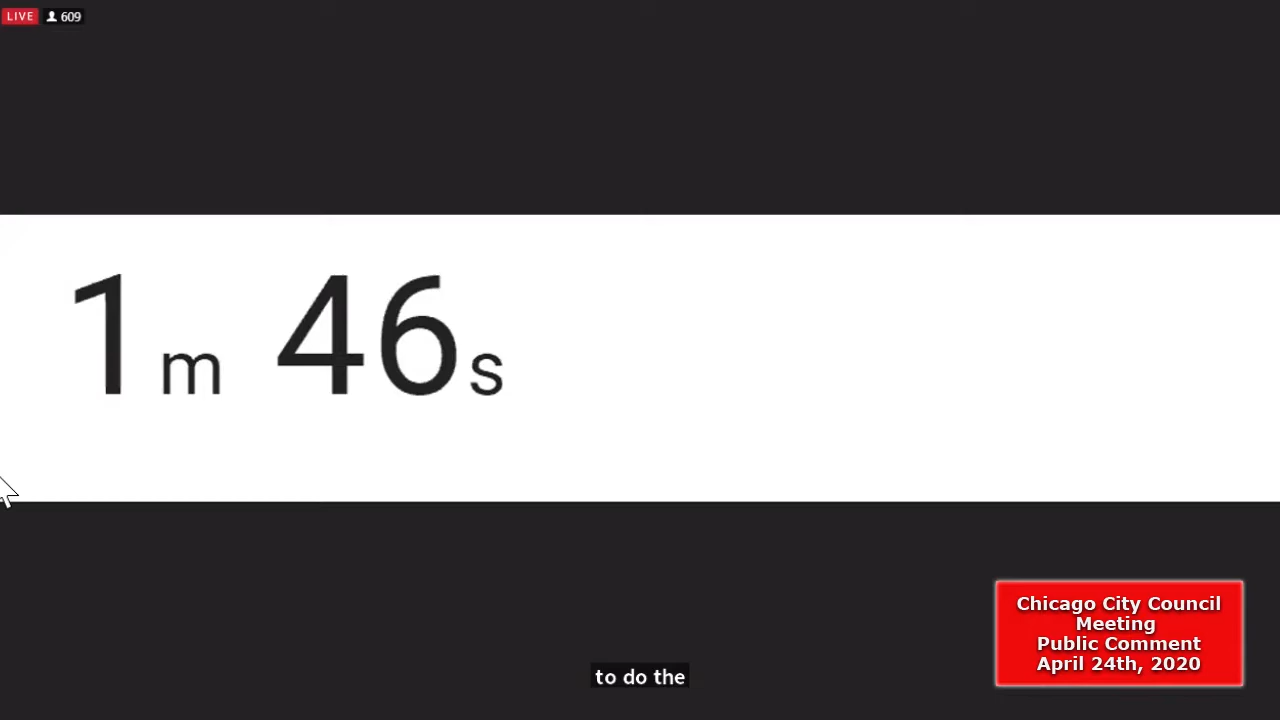 LIVE 609
1m 46s
Chicago City Council
Meeting
Public Comment
April 24th, 2020
to do the